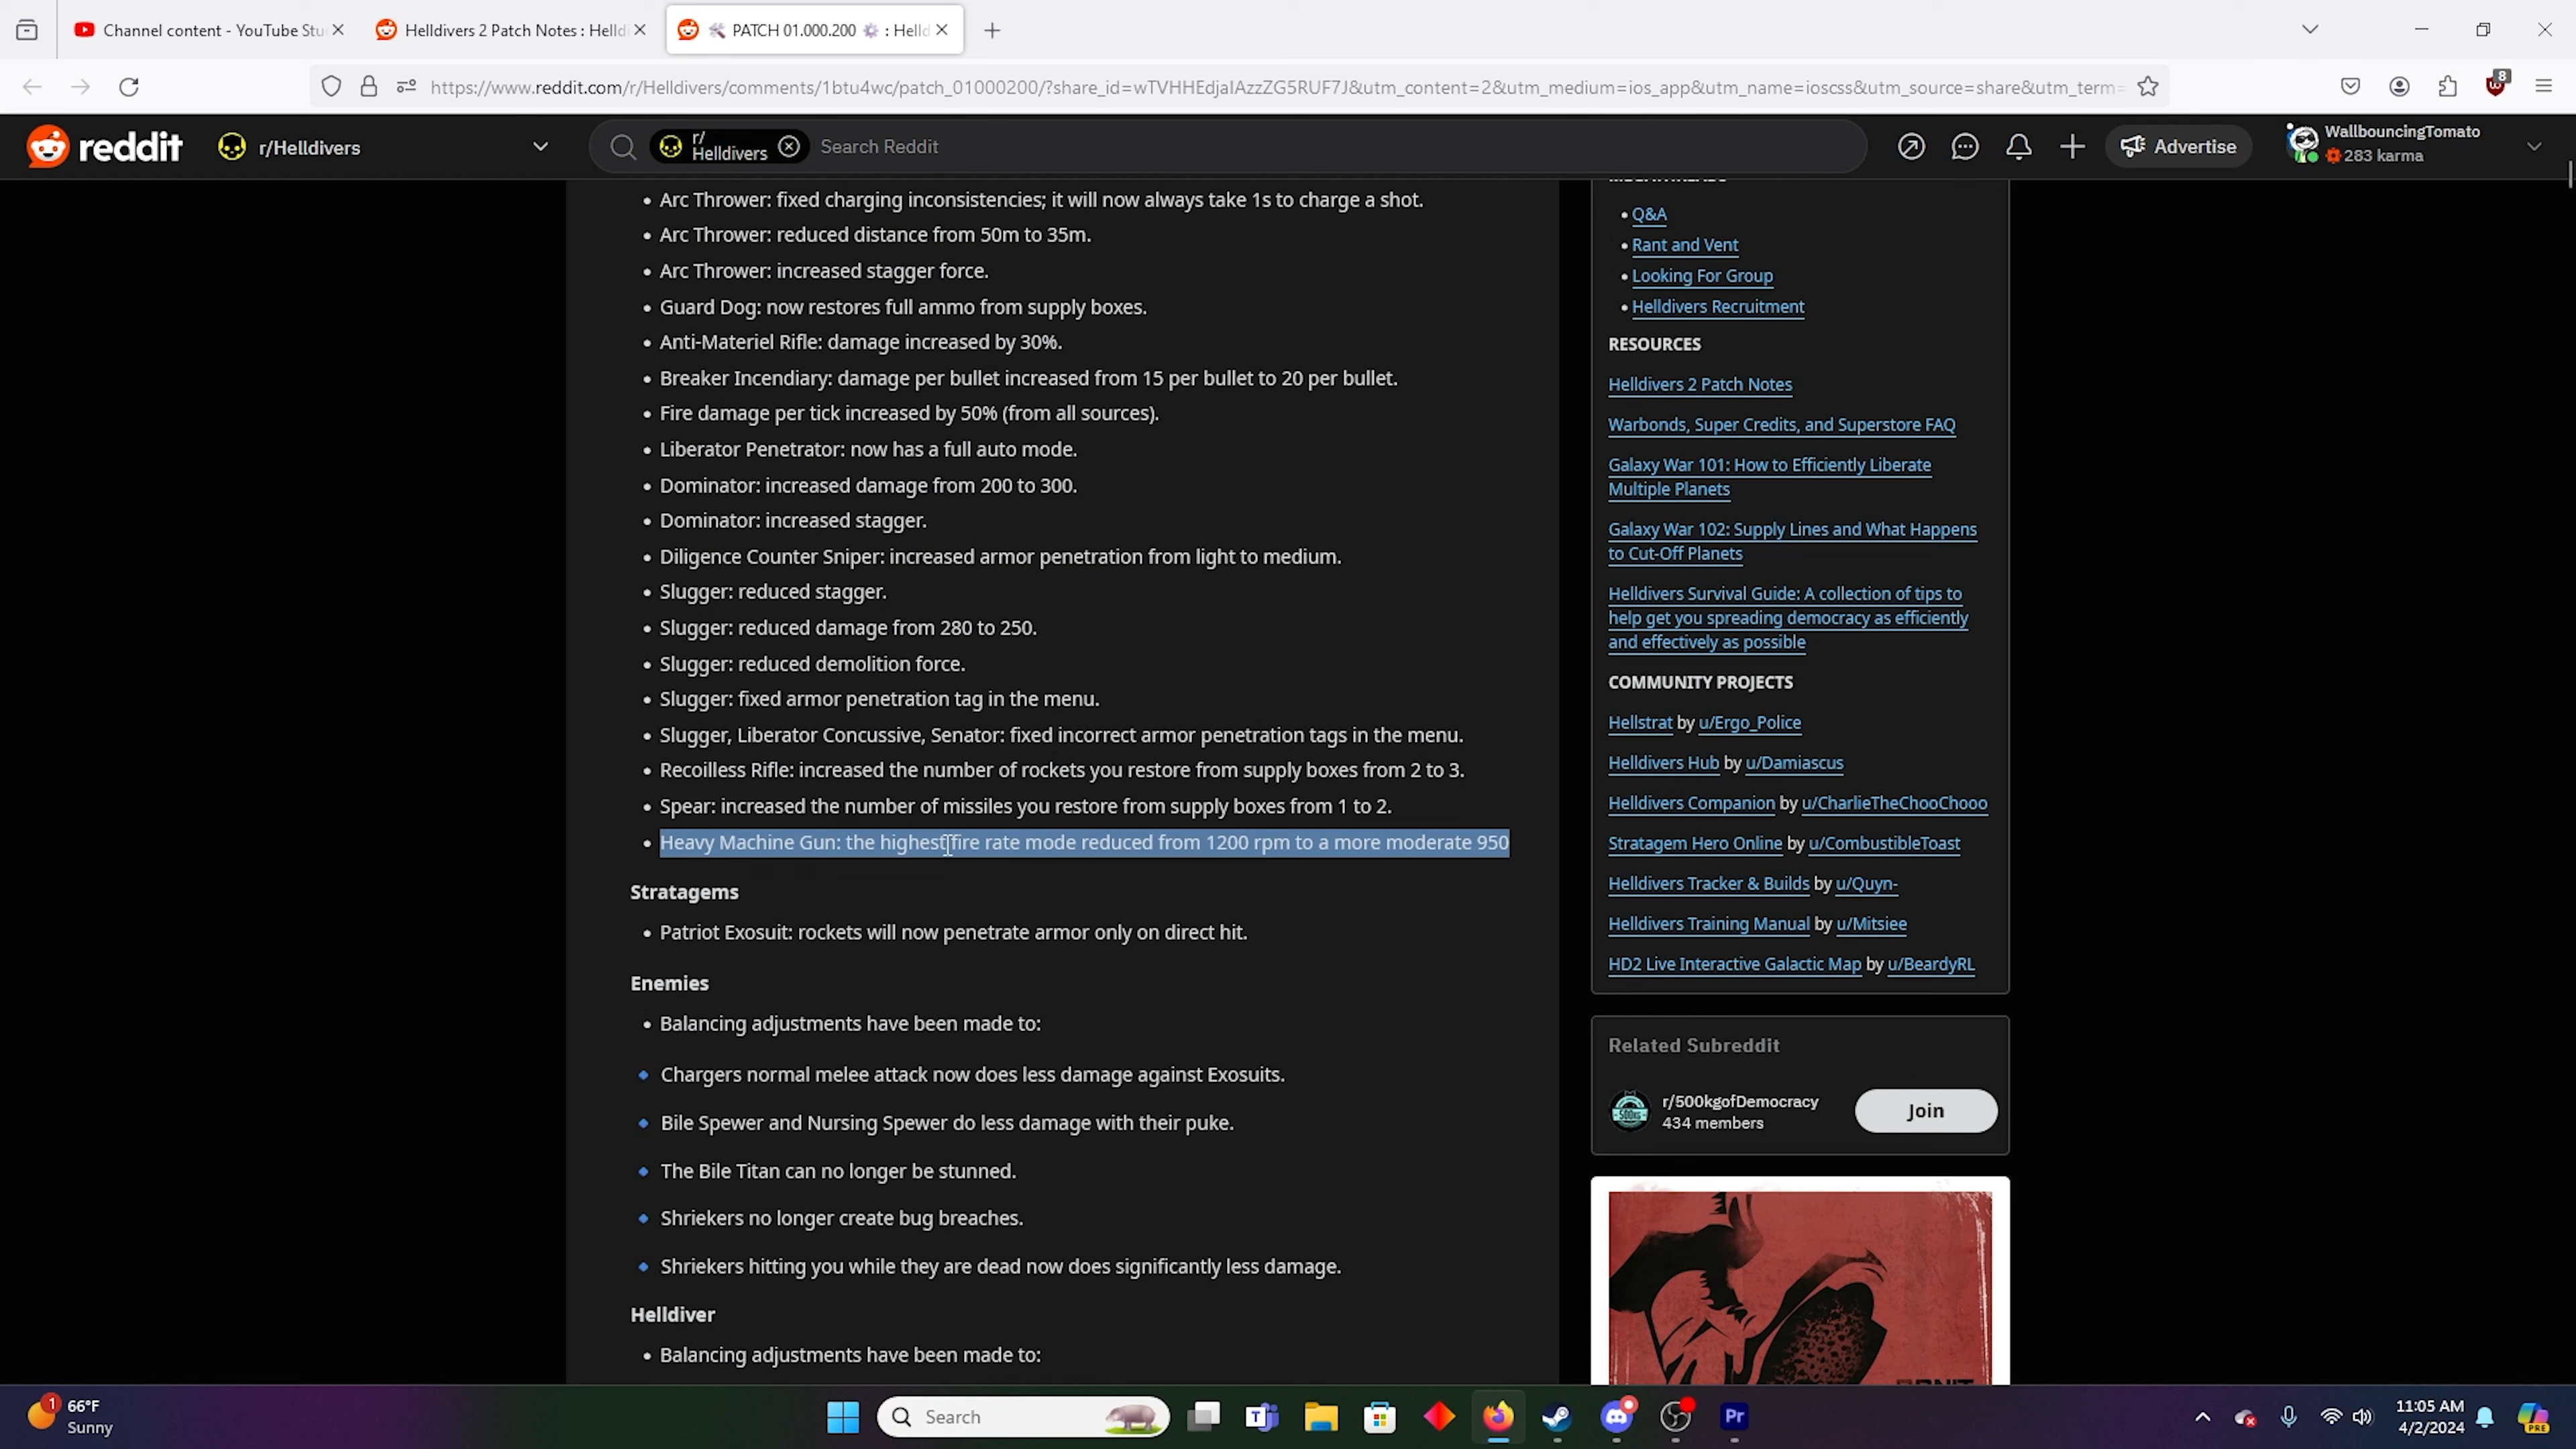 Channel content - YouTube Stu
Helldivers 2 Patch Notes : Helld
🛠 PATCH 01.000.200 ⚙ : Helld
https://www.reddit.com/r/Helldivers/comments/1btu4wc/patch_01000200/?share_id=wTVHHEdjaIAzzZG5RUF7J&utm_content=2&utm_medium=ios_app&utm_name=ioscss&utm_source=share&utm_term=
8
reddit
r/Helldivers
r/
Helldivers
Search Reddit
Advertise
WallbouncingTomato
283 karma
• Arc Thrower: fixed charging inconsistencies; it will now always take 1s to charge a shot.
• Arc Thrower: reduced distance from 50m to 35m.
• Arc Thrower: increased stagger force.
• Guard Dog: now restores full ammo from supply boxes.
• Anti-Materiel Rifle: damage increased by 30%.
• Breaker Incendiary: damage per bullet increased from 15 per bullet to 20 per bullet.
• Fire damage per tick increased by 50% (from all sources).
• Liberator Penetrator: now has a full auto mode.
• Dominator: increased damage from 200 to 300.
• Dominator: increased stagger.
• Diligence Counter Sniper: increased armor penetration from light to medium.
• Slugger: reduced stagger.
• Slugger: reduced damage from 280 to 250.
• Slugger: reduced demolition force.
• Slugger: fixed armor penetration tag in the menu.
• Slugger, Liberator Concussive, Senator: fixed incorrect armor penetration tags in the menu.
• Recoilless Rifle: increased the number of rockets you restore from supply boxes from 2 to 3.
• Spear: increased the number of missiles you restore from supply boxes from 1 to 2.
• Heavy Machine Gun: the highest fire rate mode reduced from 1200 rpm to a more moderate 950
Stratagems
• Patriot Exosuit: rockets will now penetrate armor only on direct hit.
Enemies
• Balancing adjustments have been made to:
🔹 Chargers normal melee attack now does less damage against Exosuits.
🔹 Bile Spewer and Nursing Spewer do less damage with their puke.
🔹 The Bile Titan can no longer be stunned.
🔹 Shriekers no longer create bug breaches.
🔹 Shriekers hitting you while they are dead now does significantly less damage.
Helldiver
• Balancing adjustments have been made to:
• Q&A
• Rant and Vent
• Looking For Group
• Helldivers Recruitment
RESOURCES
Helldivers 2 Patch Notes
Warbonds, Super Credits, and Superstore FAQ
Galaxy War 101: How to Efficiently Liberate
Multiple Planets
Galaxy War 102: Supply Lines and What Happens
to Cut-Off Planets
Helldivers Survival Guide: A collection of tips to
help get you spreading democracy as efficiently
and effectively as possible
COMMUNITY PROJECTS
Hellstrat by u/Ergo_Police
Helldivers Hub by u/Damiascus
Helldivers Companion by u/CharlieTheChooChooo
Stratagem Hero Online by u/CombustibleToast
Helldivers Tracker & Builds by u/Quyn-
Helldivers Training Manual by u/Mitsiee
HD2 Live Interactive Galactic Map by u/BeardyRL
Related Subreddit
r/500kgofDemocracy
434 members
Join
1
66°F
Sunny
Search
Pr
11:05 AM
4/2/2024
PRE